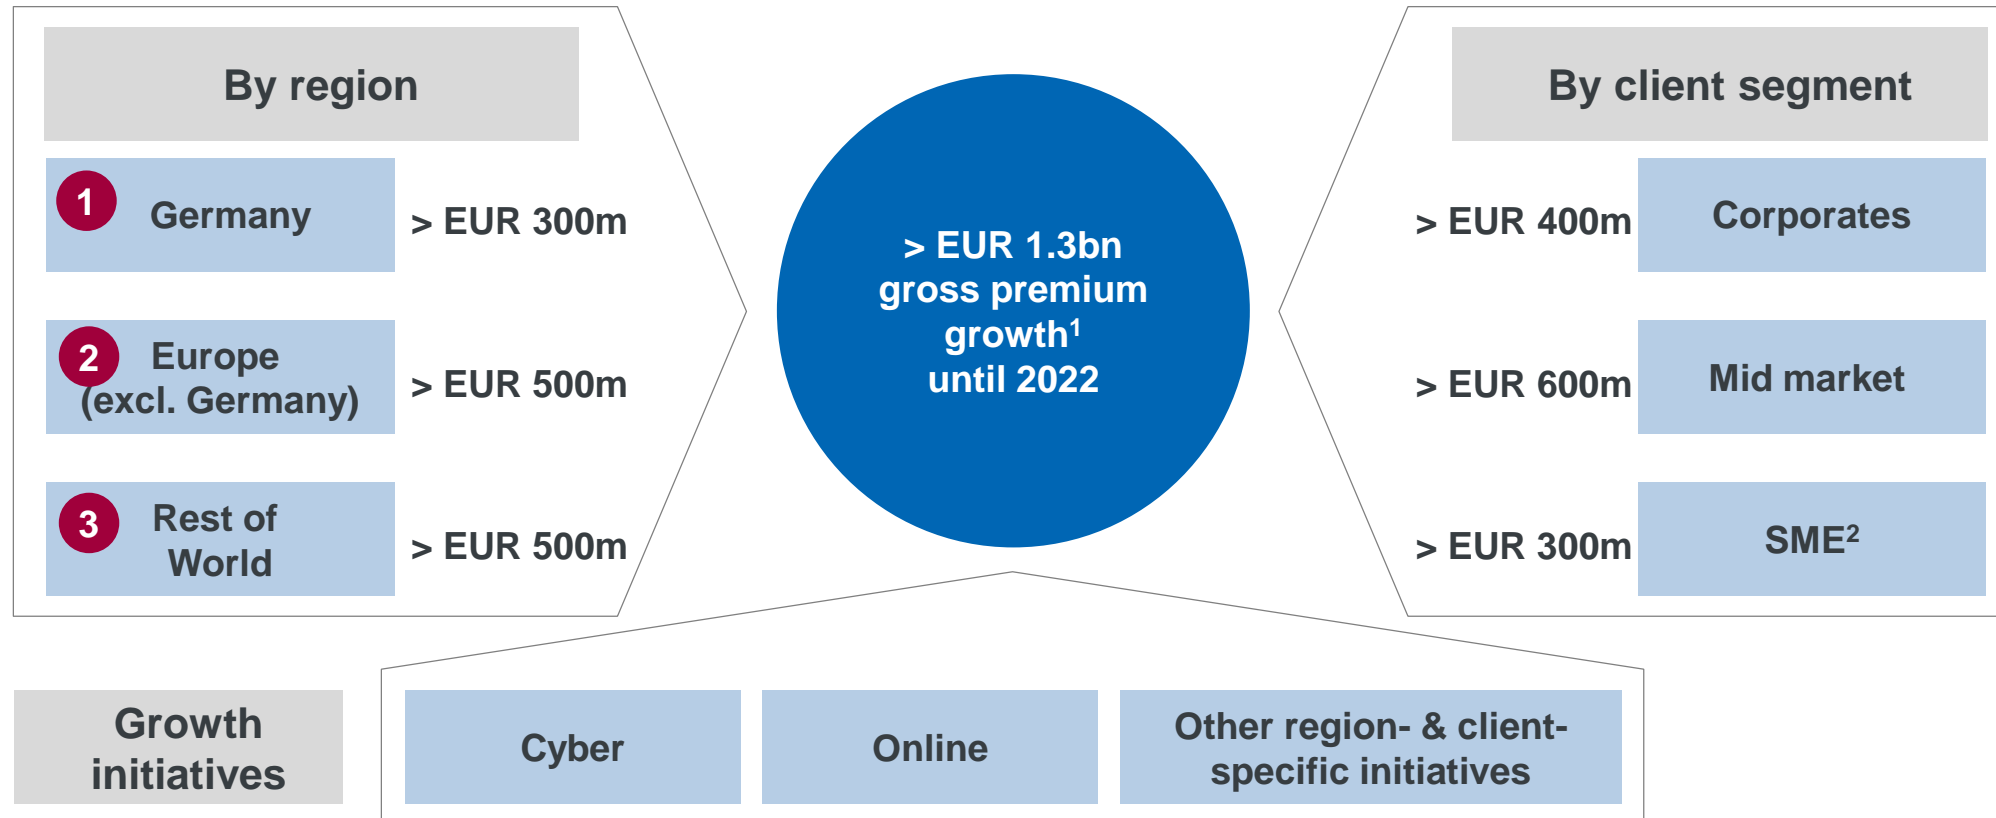 By region
1
Germany
> EUR 300m
2
Europe
(excl. Germany)
> EUR 500m
3
Rest of
World
> EUR 500m
> EUR 1.3bn
gross premium
growth¹
until 2022
By client segment
> EUR 400m
Corporates
> EUR 600m
Mid market
> EUR 300m
SME²
Growth
initiatives
Cyber
Online
Other region- & client-
specific initiatives